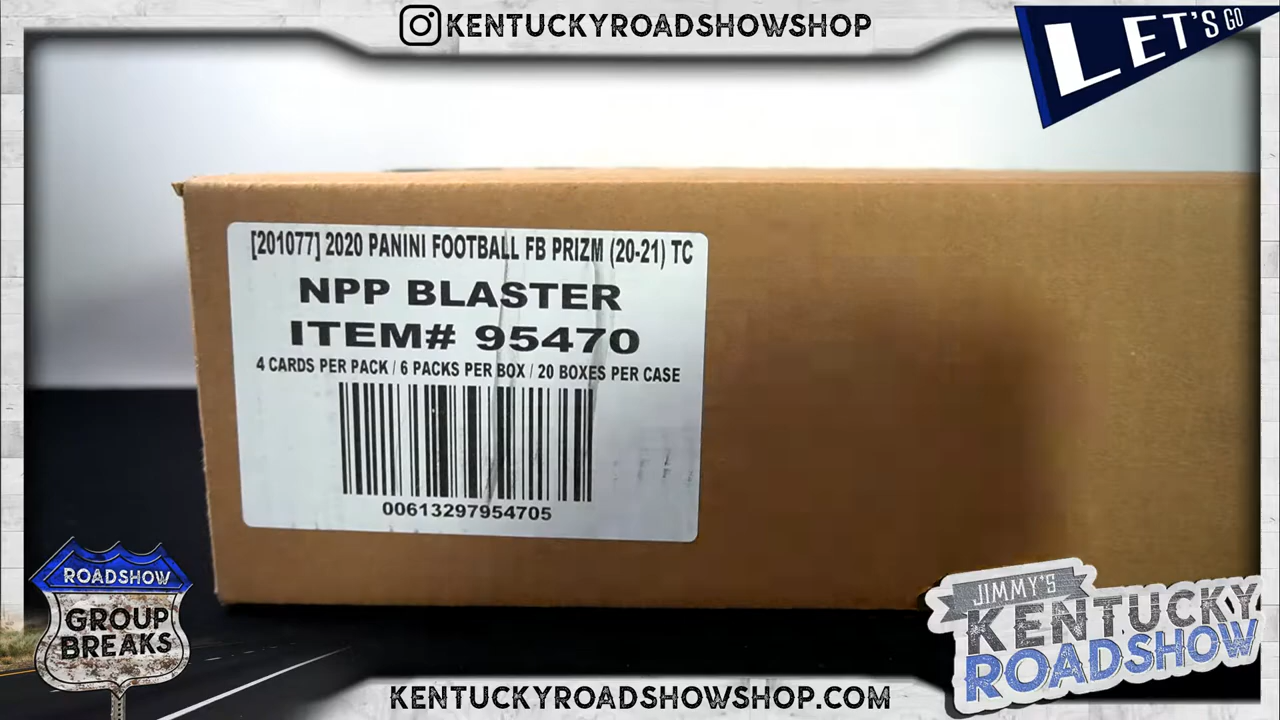 KENTUCKYROADSHOWSHOP
LET'S GO
[201077] 2020 PANINI FOOTBALL FB PRIZM (20-21) TC
NPP BLASTER
ITEM# 95470
4 CARDS PER PACK / 6 PACKS PER BOX / 20 BOXES PER CASE
00613297954705
ROADSHOW
GROUP
BREAKS
JIMMY'S
KENTUCKY
ROADSHOW
KENTUCKYROADSHOWSHOP.COM